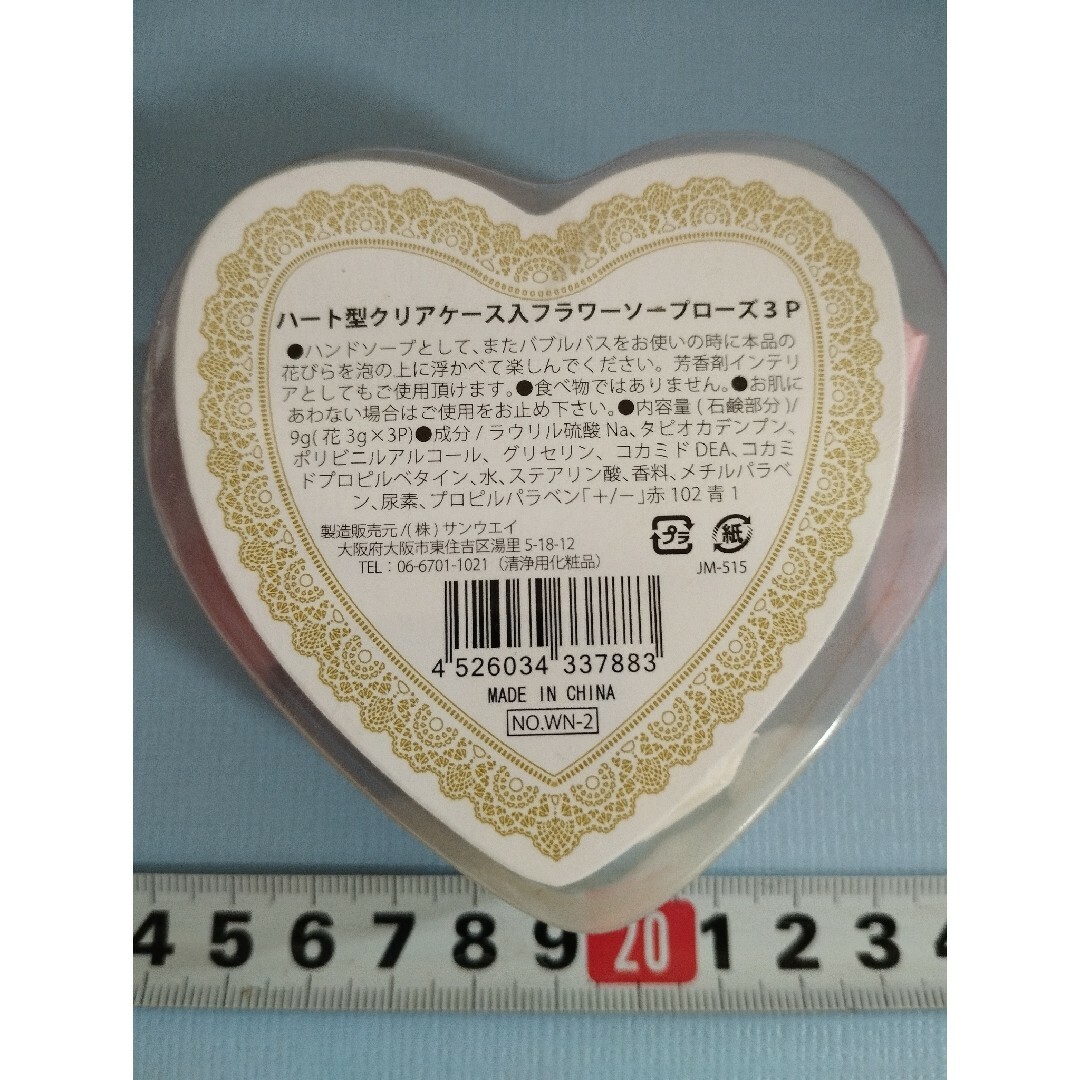 ハート型クリアケース入フラワーソープローズ３Ｐ
●ハンドソープとして、またバブルバスをお使いの時に本品の
花びらを泡の上に浮かべて楽しんでください。芳香剤インテリ
アとしてもご使用頂けます。●食べ物ではありません。●お肌に
あわない場合はご使用をお止め下さい。●内容量(石鹸部分)/
9g(花3g×3P)●成分/ラウリル硫酸Na、タピオカデンプン、
ポリビニルアルコール、グリセリン、コカミドDEA、コカミ
ドプロピルベタイン、水、ステアリン酸、香料、メチルパラベ
ン、尿素、プロピルパラベン「+/−」赤102青1
製造販売元/(株)サンウエイ
大阪府大阪市東住吉区湯里5-18-12
TEL：06-6701-1021（清浄用化粧品）
プラ
紙
JM-515
4 526034 337883
MADE IN CHINA
NO.WN-2
4 5 6 7 8 9 20 1 2 3 4